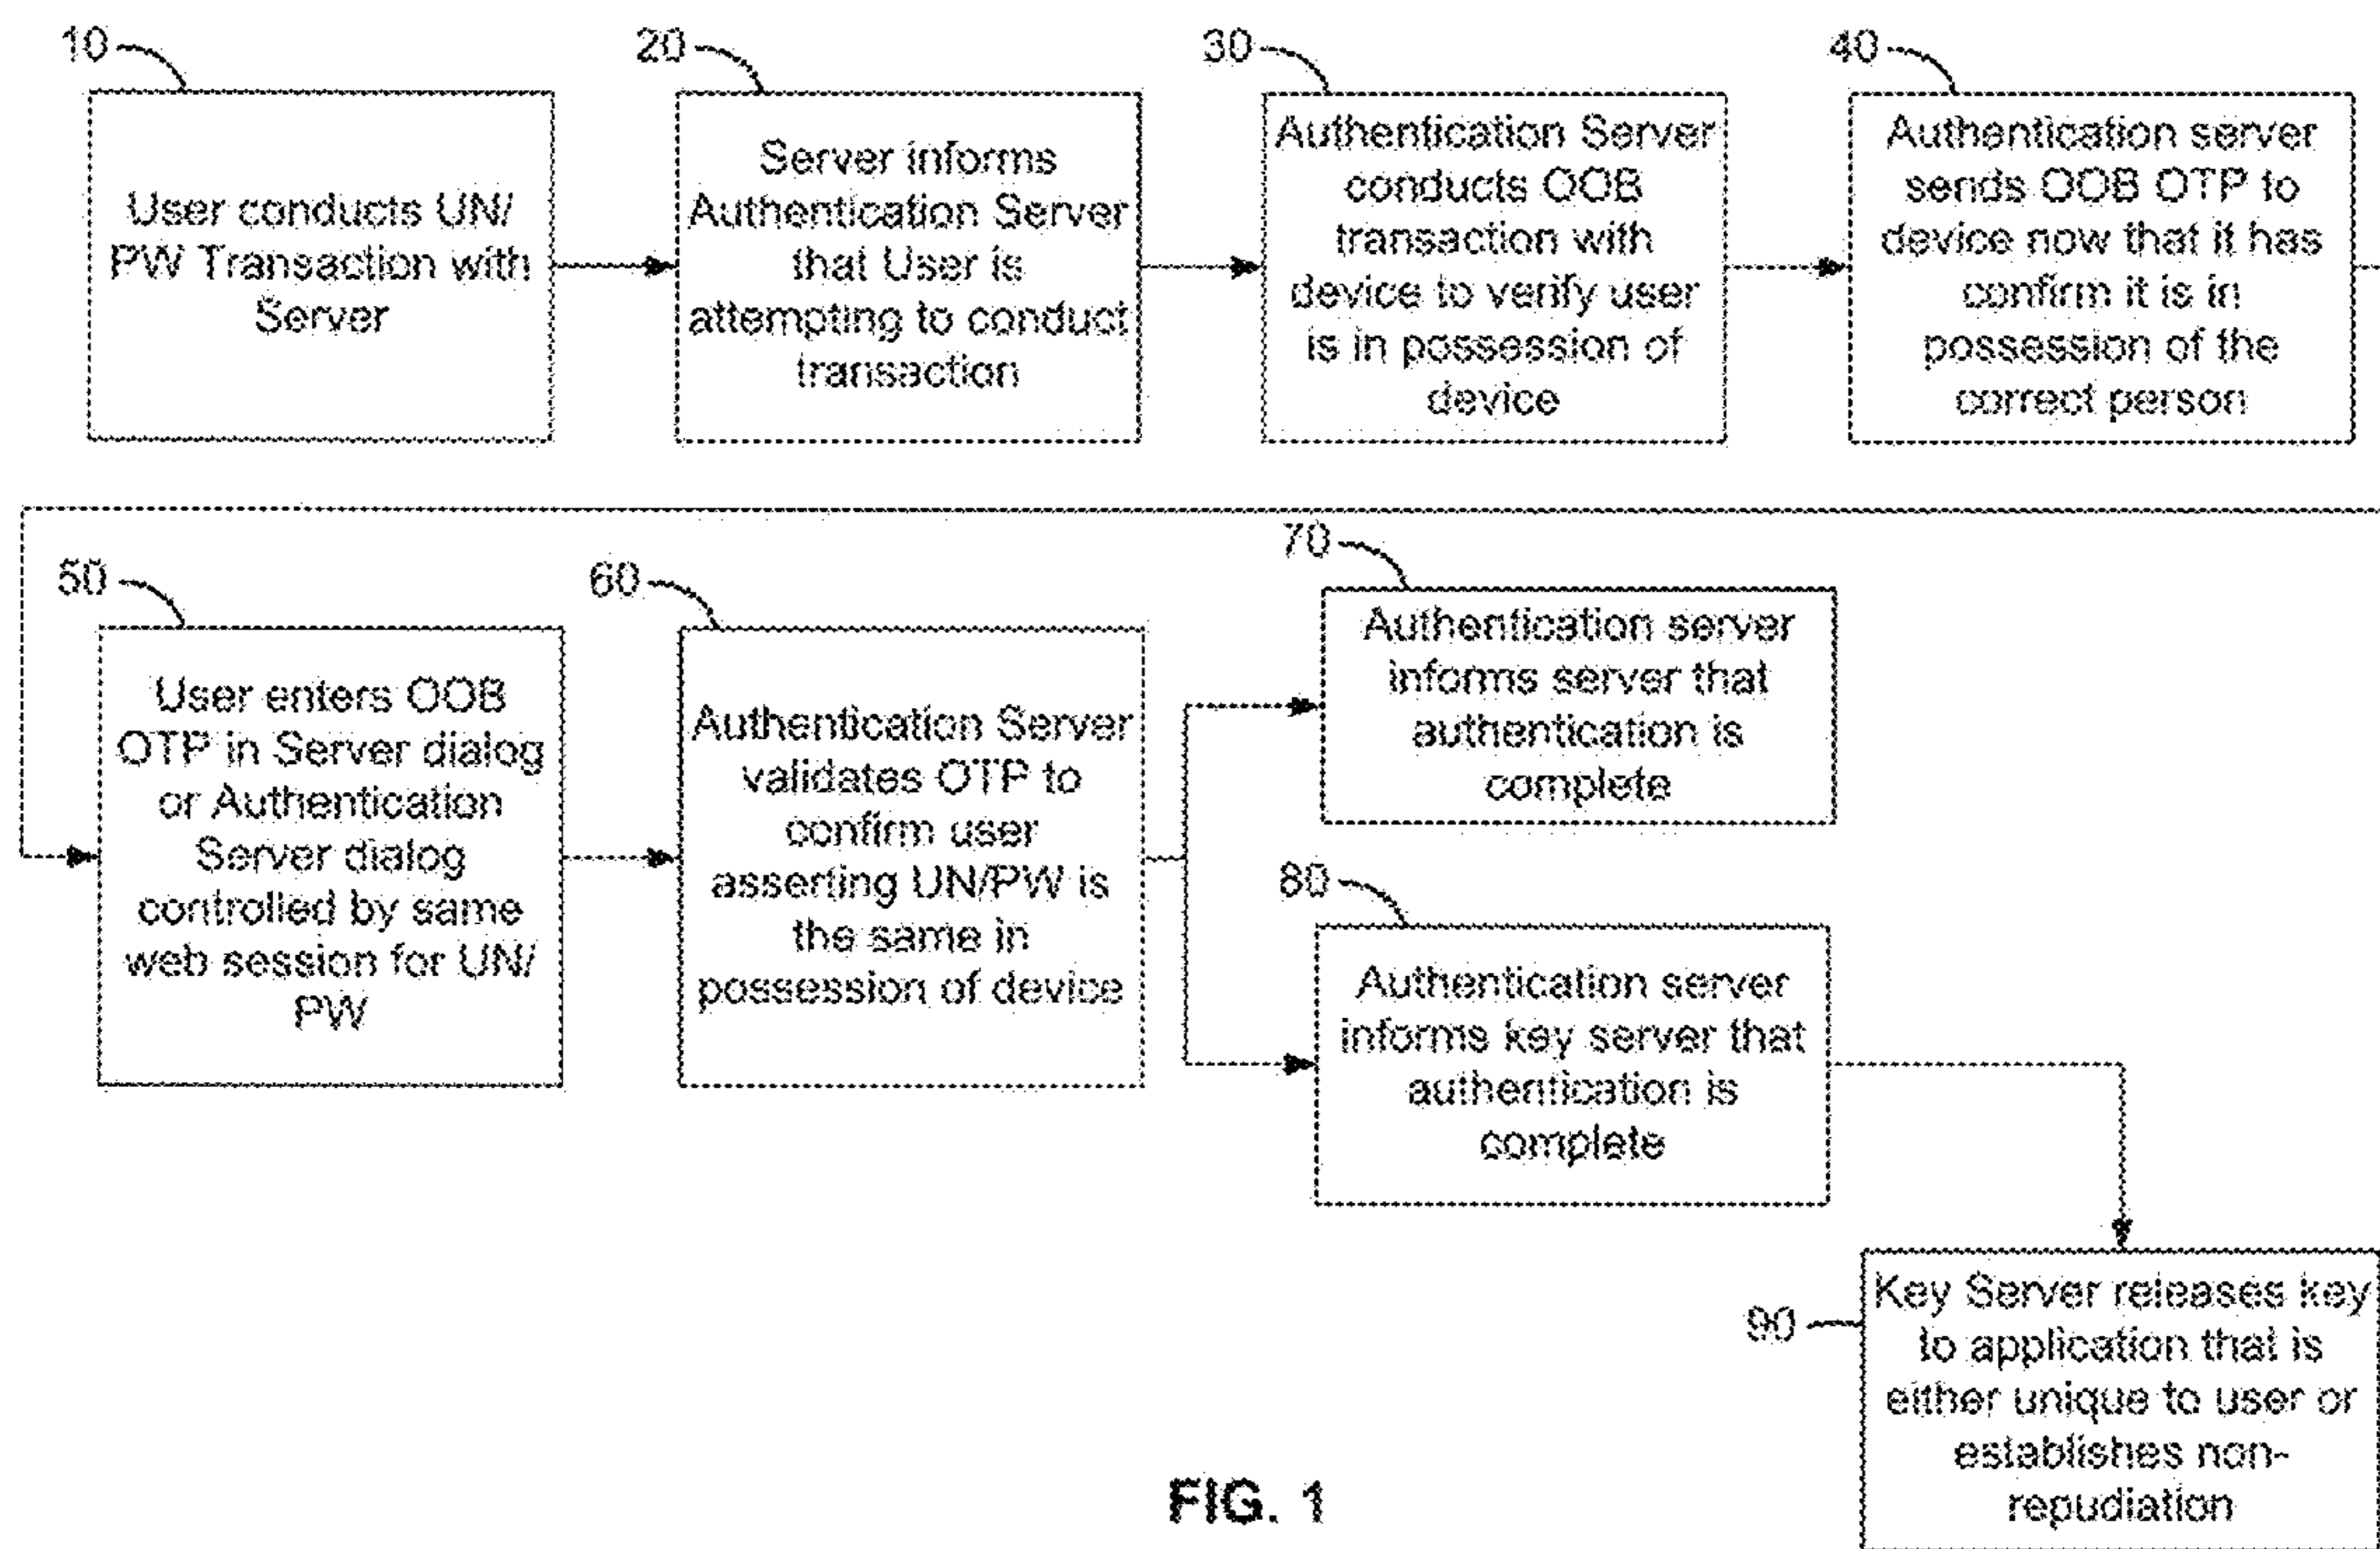 10
User conducts UN/
PW Transaction with
Server
20
Server informs
Authentication Server
that User is
attempting to conduct
transaction
30
Authentication Server
conducts OOB
transaction with
device to verify user
is in possession of
device
40
Authentication server
sends OOB OTP to
device now that it has
confirm it is in
possession of the
correct person
50
User enters OOB
OTP in Server dialog
or Authentication
Server dialog
controlled by same
web session for UN/
PW
60
Authentication Server
validates OTP to
confirm user
asserting UN/PW is
the same in
possession of device
70
Authentication server
informs server that
authentication is
complete
80
Authentication server
informs key server that
authentication is
complete
90
Key Server releases key
to application that is
either unique to user or
establishes non-
repudiation
FIG. 1